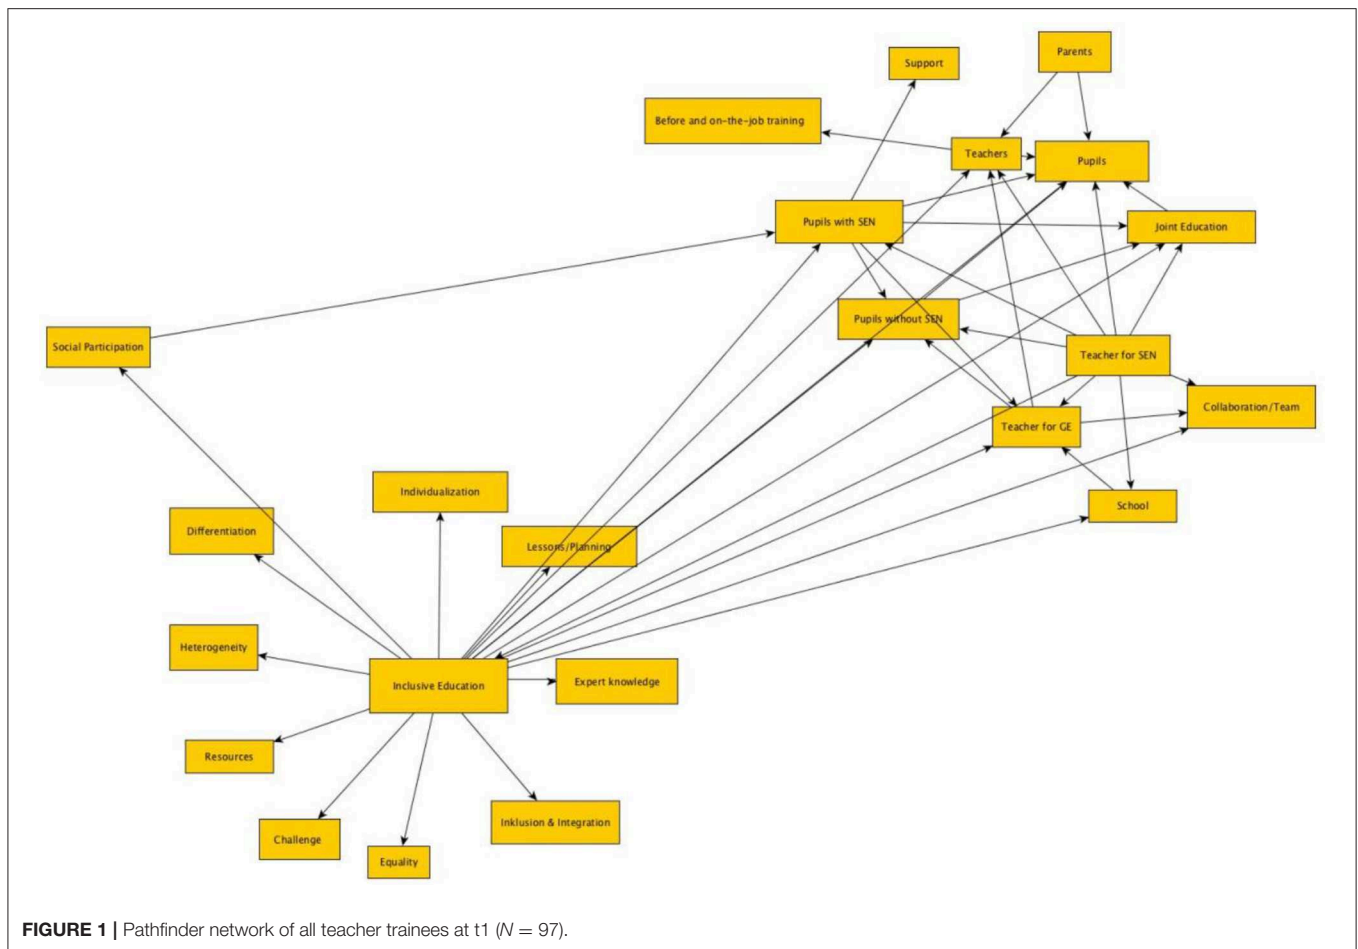 Parents
Support
Before and on-the-job training
Teachers
Pupils
Pupils with SEN
Joint Education
Pupils without SEN
Social Participation
Teacher for SEN
Collaboration/Team
Teacher for GE
Individualization
School
Differentiation
Lessons/Planning
Heterogeneity
Inclusive Education
Expert knowledge
Resources
Inklusion & Integration
Challenge
Equality
FIGURE 1 | Pathfinder network of all teacher trainees at t1 (N = 97).